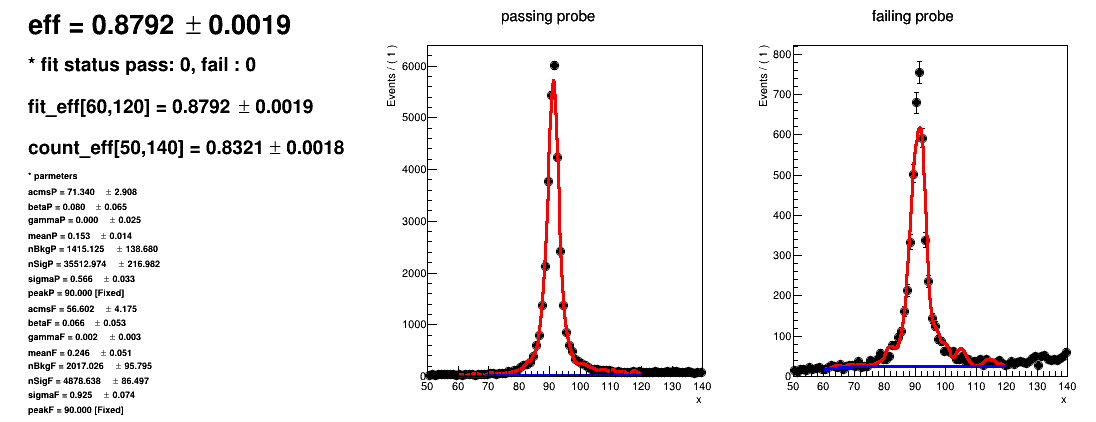 eff = 0.8792 ± 0.0019
* fit status pass: 0, fail : 0
fit_eff[60,120] = 0.8792 ± 0.0019
count_eff[50,140] = 0.8321 ± 0.0018
* parmeters
acmsP = 71.340 ± 2.908
betaP = 0.080 ± 0.065
gammaP = 0.000 ± 0.025
meanP = 0.153 ± 0.014
nBkgP = 1415.125 ± 138.680
nSigP = 35512.974 ± 216.982
sigmaP = 0.566 ± 0.033
peakP = 90.000 [Fixed]
acmsF = 56.602 ± 4.175
betaF = 0.066 ± 0.053
gammaF = 0.002 ± 0.003
meanF = 0.246 ± 0.051
nBkgF = 2017.026 ± 95.795
nSigF = 4878.638 ± 86.497
sigmaF = 0.925 ± 0.074
peakF = 90.000 [Fixed]
passing probe
Events / ( 1 )
6000
5000
4000
3000
2000
1000
0
50 60 70 80 90 100 110 120 130 140
x
failing probe
Events / ( 1 )
800
700
600
500
400
300
200
100
0
50 60 70 80 90 100 110 120 130 140
x